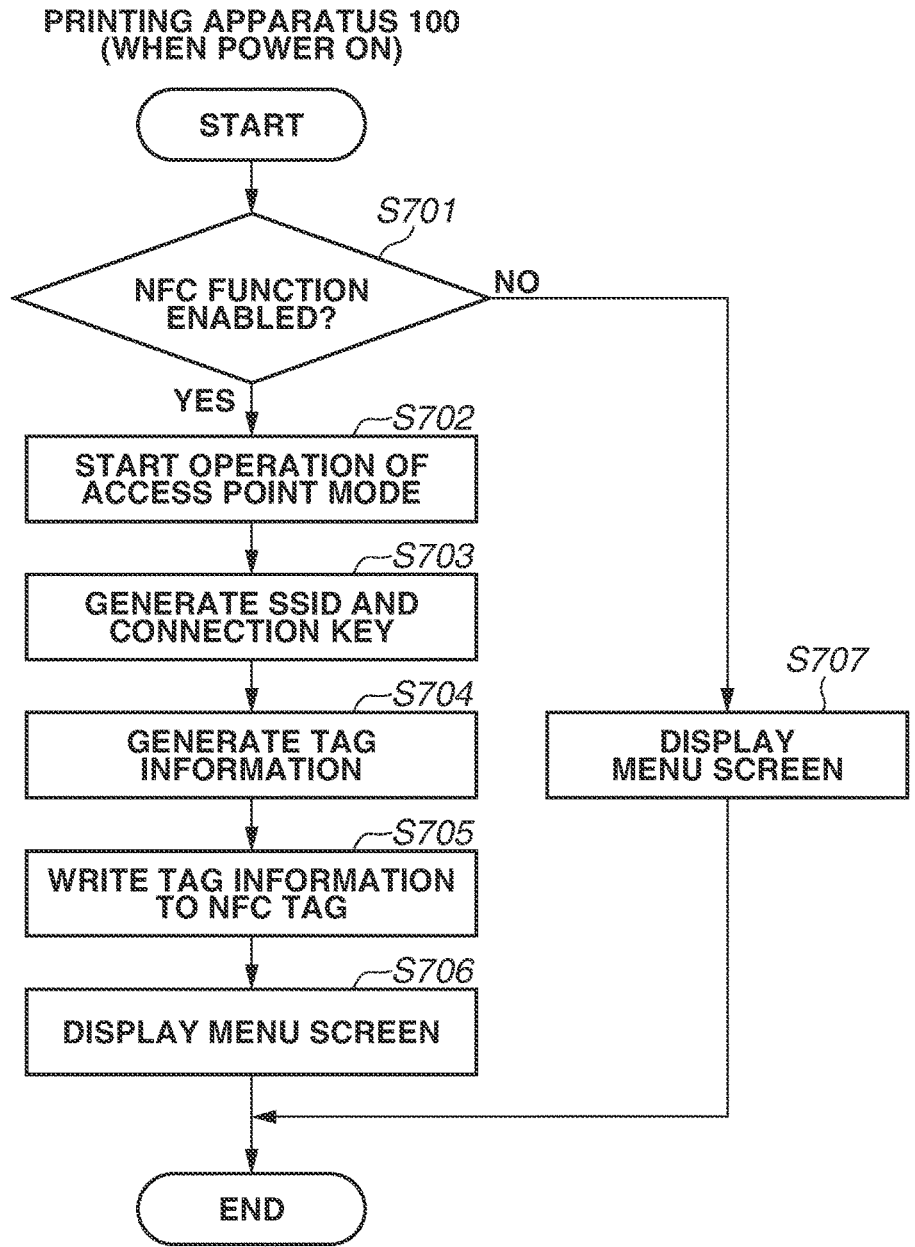 PRINTING APPARATUS 100
(WHEN POWER ON)
START
S701
NFC FUNCTION
ENABLED?
NO
YES
S702
START OPERATION OF
ACCESS POINT MODE
S703
GENERATE SSID AND
CONNECTION KEY
S704
GENERATE TAG
INFORMATION
S707
DISPLAY
MENU SCREEN
S705
WRITE TAG INFORMATION
TO NFC TAG
S706
DISPLAY MENU SCREEN
END